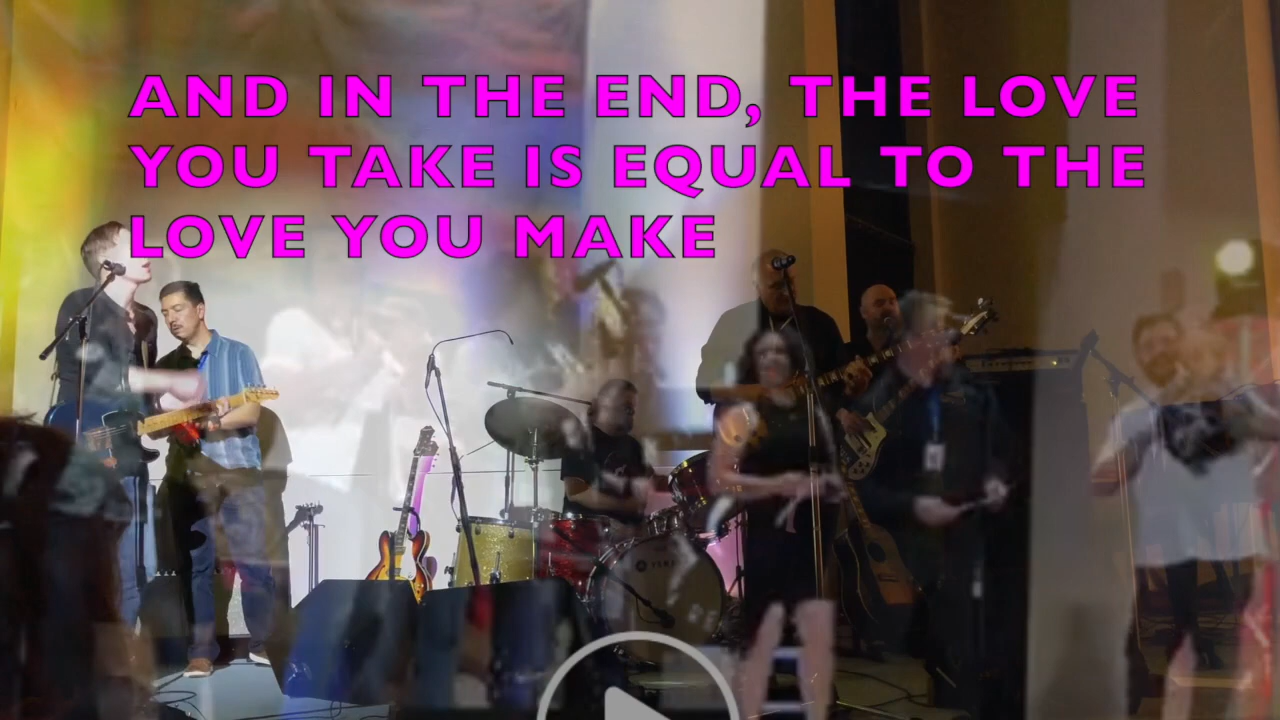 AND IN THE END, THE LOVE
YOU TAKE IS EQUAL TO THE
LOVE YOU MAKE